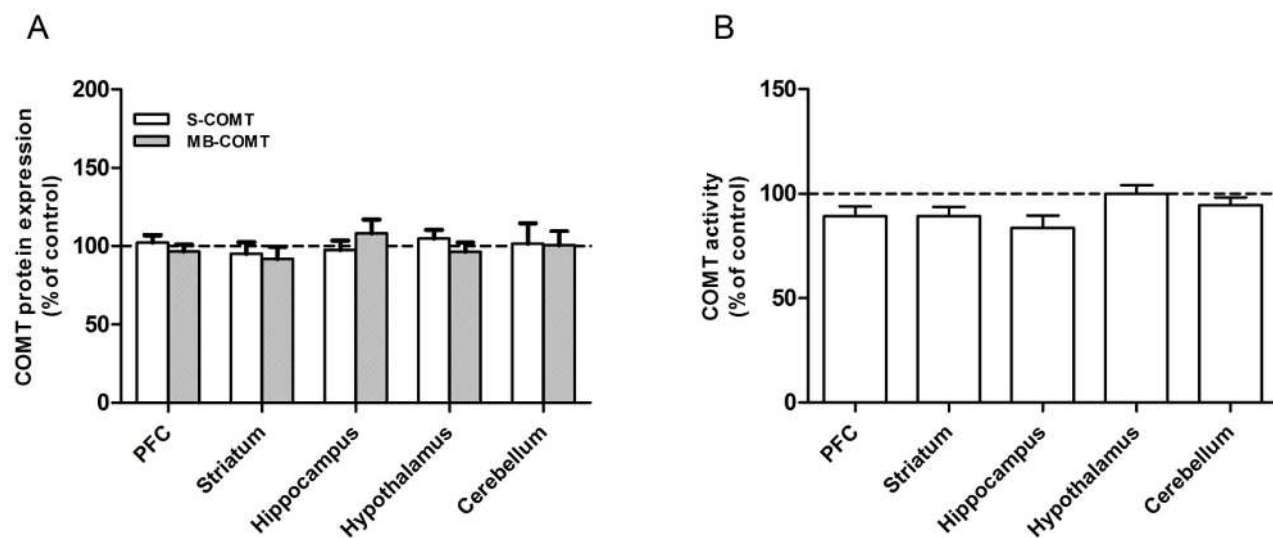 A
COMT protein expression
(% of control)
200
150
100
50
0
S-COMT
MB-COMT
PFC
Striatum
Hippocampus
Hypothalamus
Cerebellum
B
COMT activity
(% of control)
150
100
50
0
PFC
Striatum
Hippocampus
Hypothalamus
Cerebellum